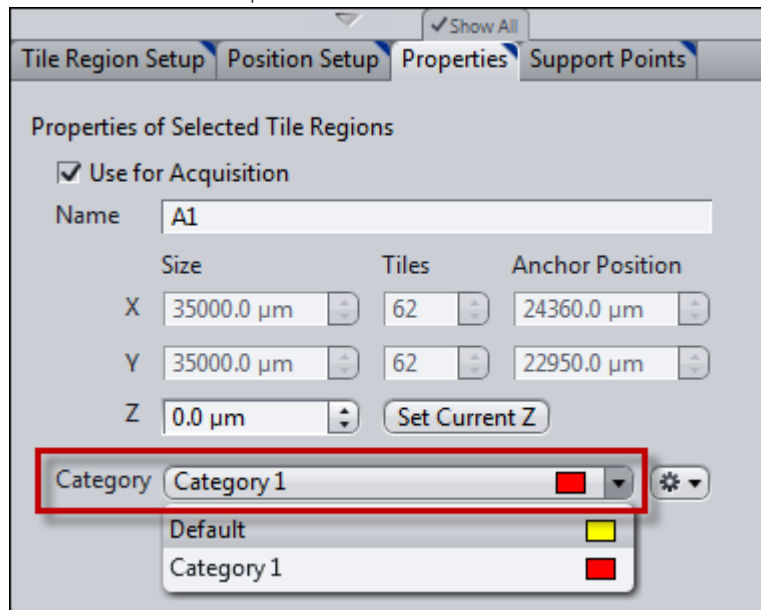 ✓Show All
Tile Region Setup Position Setup Properties Support Points
Properties of Selected Tile Regions
Use for Acquisition
Name A1
Size Tiles Anchor Position
X 35000.0 µm 62 24360.0 µm
Y 35000.0 µm 62 22950.0 µm
Z 0.0 µm Set Current Z
Category Category 1
Default
Category 1